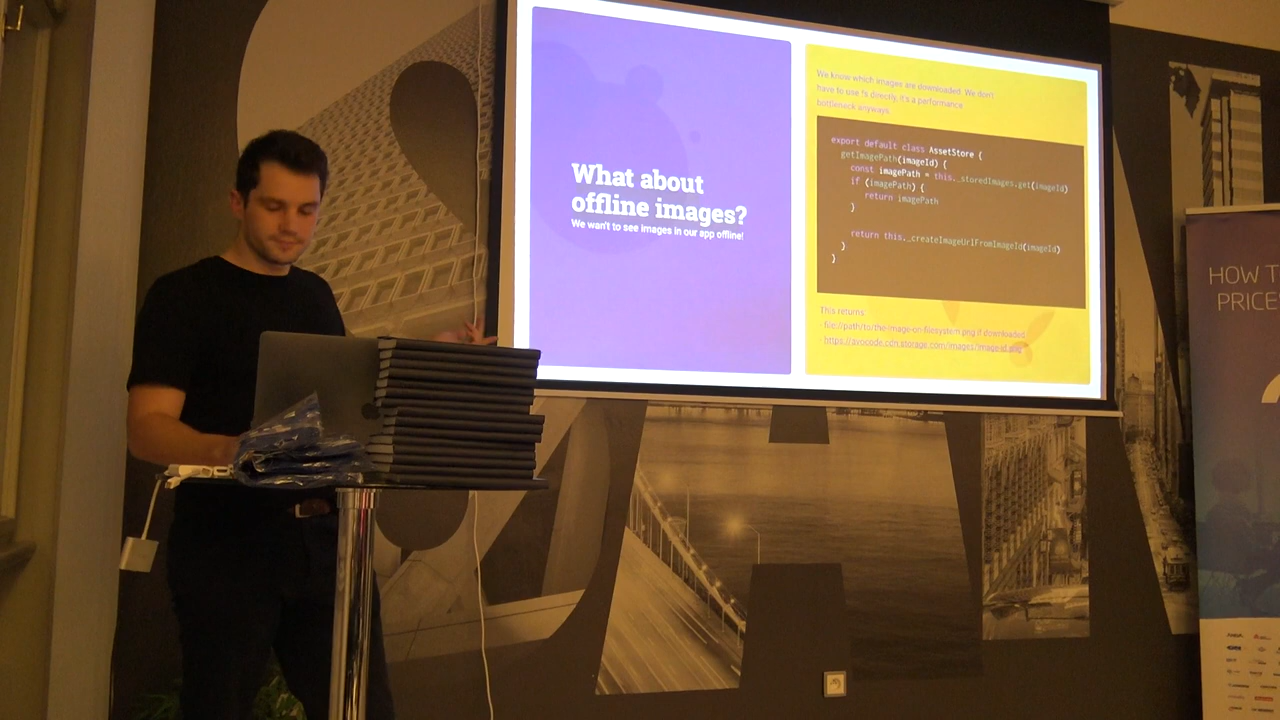 What about
offline images?
We wan't to see images in our app offline!
We know which images are downloaded. We don't
have to use fs directly, it's a performance
bottleneck anyways.
export default class AssetStore {
getImagePath(imageId) {
const imagePath = this._storedImages.get(imageId)
if (imagePath) {
return imagePath
}
return this._createImageUrlFromImageId(imageId)
}
}
This returns
- file://path/to/the-image-on-filesystem.png if downloaded
- https://avocode.cdn.storage.com/images/image-id.png
HOW T
PRICE